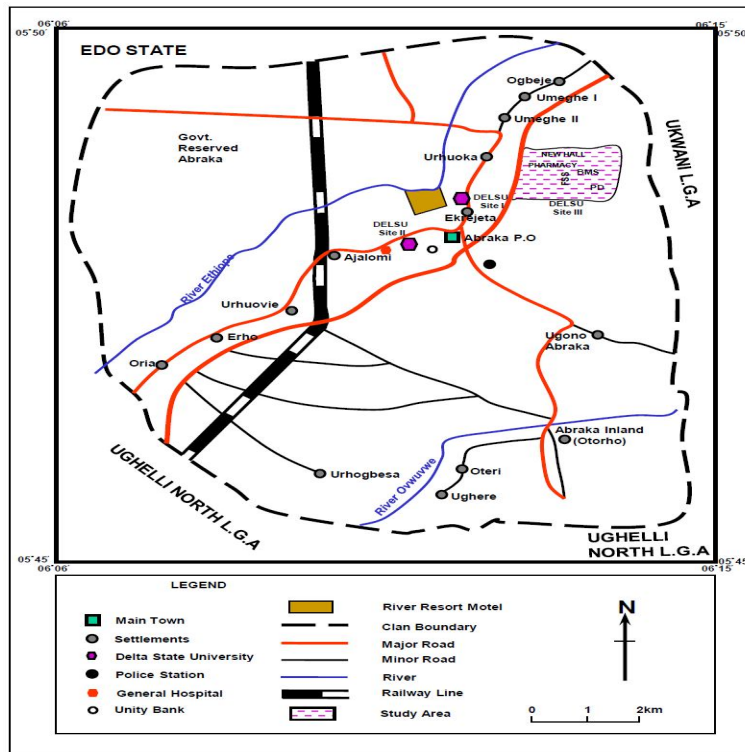 06°06'
06°15'
05°50'
05°50'
EDO STATE
Ogbeje
Umeghe I
Umeghe II
Govt.
Reserved
Abraka
UKWANI L.G.A
Urhuoka
NEW HALL
PHARMACY
FSS
BMS
PD
DELSU
Site I
DELSU
Site III
Ekrejeta
DELSU
Site II
Abraka P.O
Ajalomi
River Ethiope
Urhuovie
Erho
Ugono
Abraka
Oria
Abraka Inland
(Otorho)
Urhogbesa
Oteri
River Ovwuvwe
Ughere
UGHELLI NORTH L.G.A
UGHELLI
NORTH L.G.A
05°45'
05°45'
06°06'
06°15'
LEGEND
Main Town
Settlements
Delta State University
Police Station
General Hospital
Unity Bank
River Resort Motel
Clan Boundary
Major Road
Minor Road
River
Railway Line
Study Area
N
0 1 2km